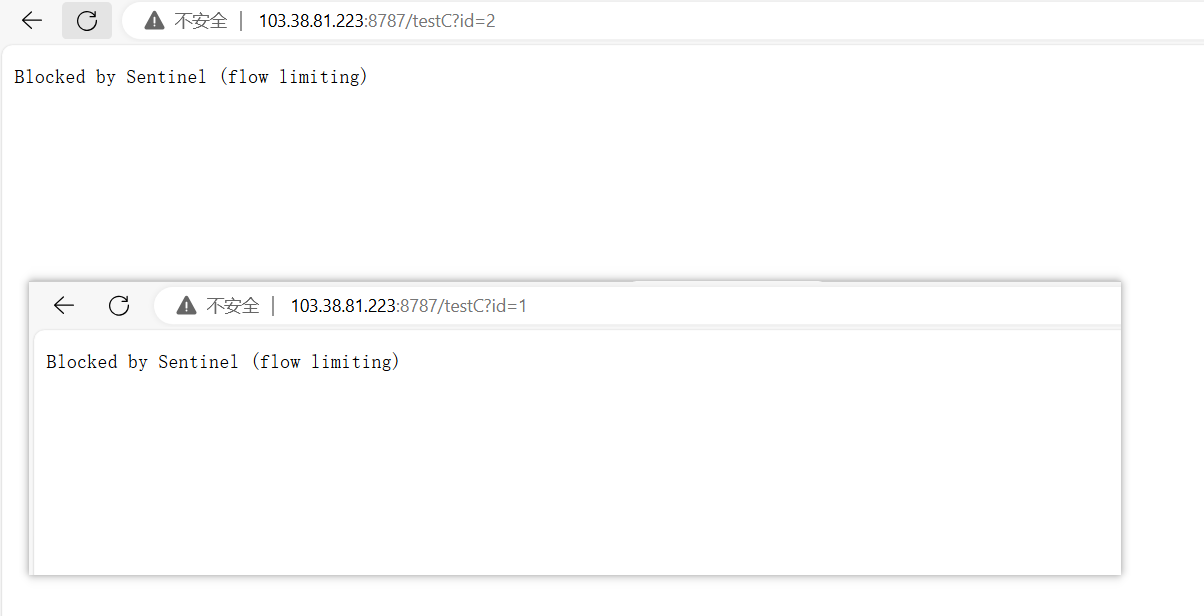 不安全 | 103.38.81.223:8787/testC?id=2
Blocked by Sentinel (flow limiting)
不安全 | 103.38.81.223:8787/testC?id=1
Blocked by Sentinel (flow limiting)